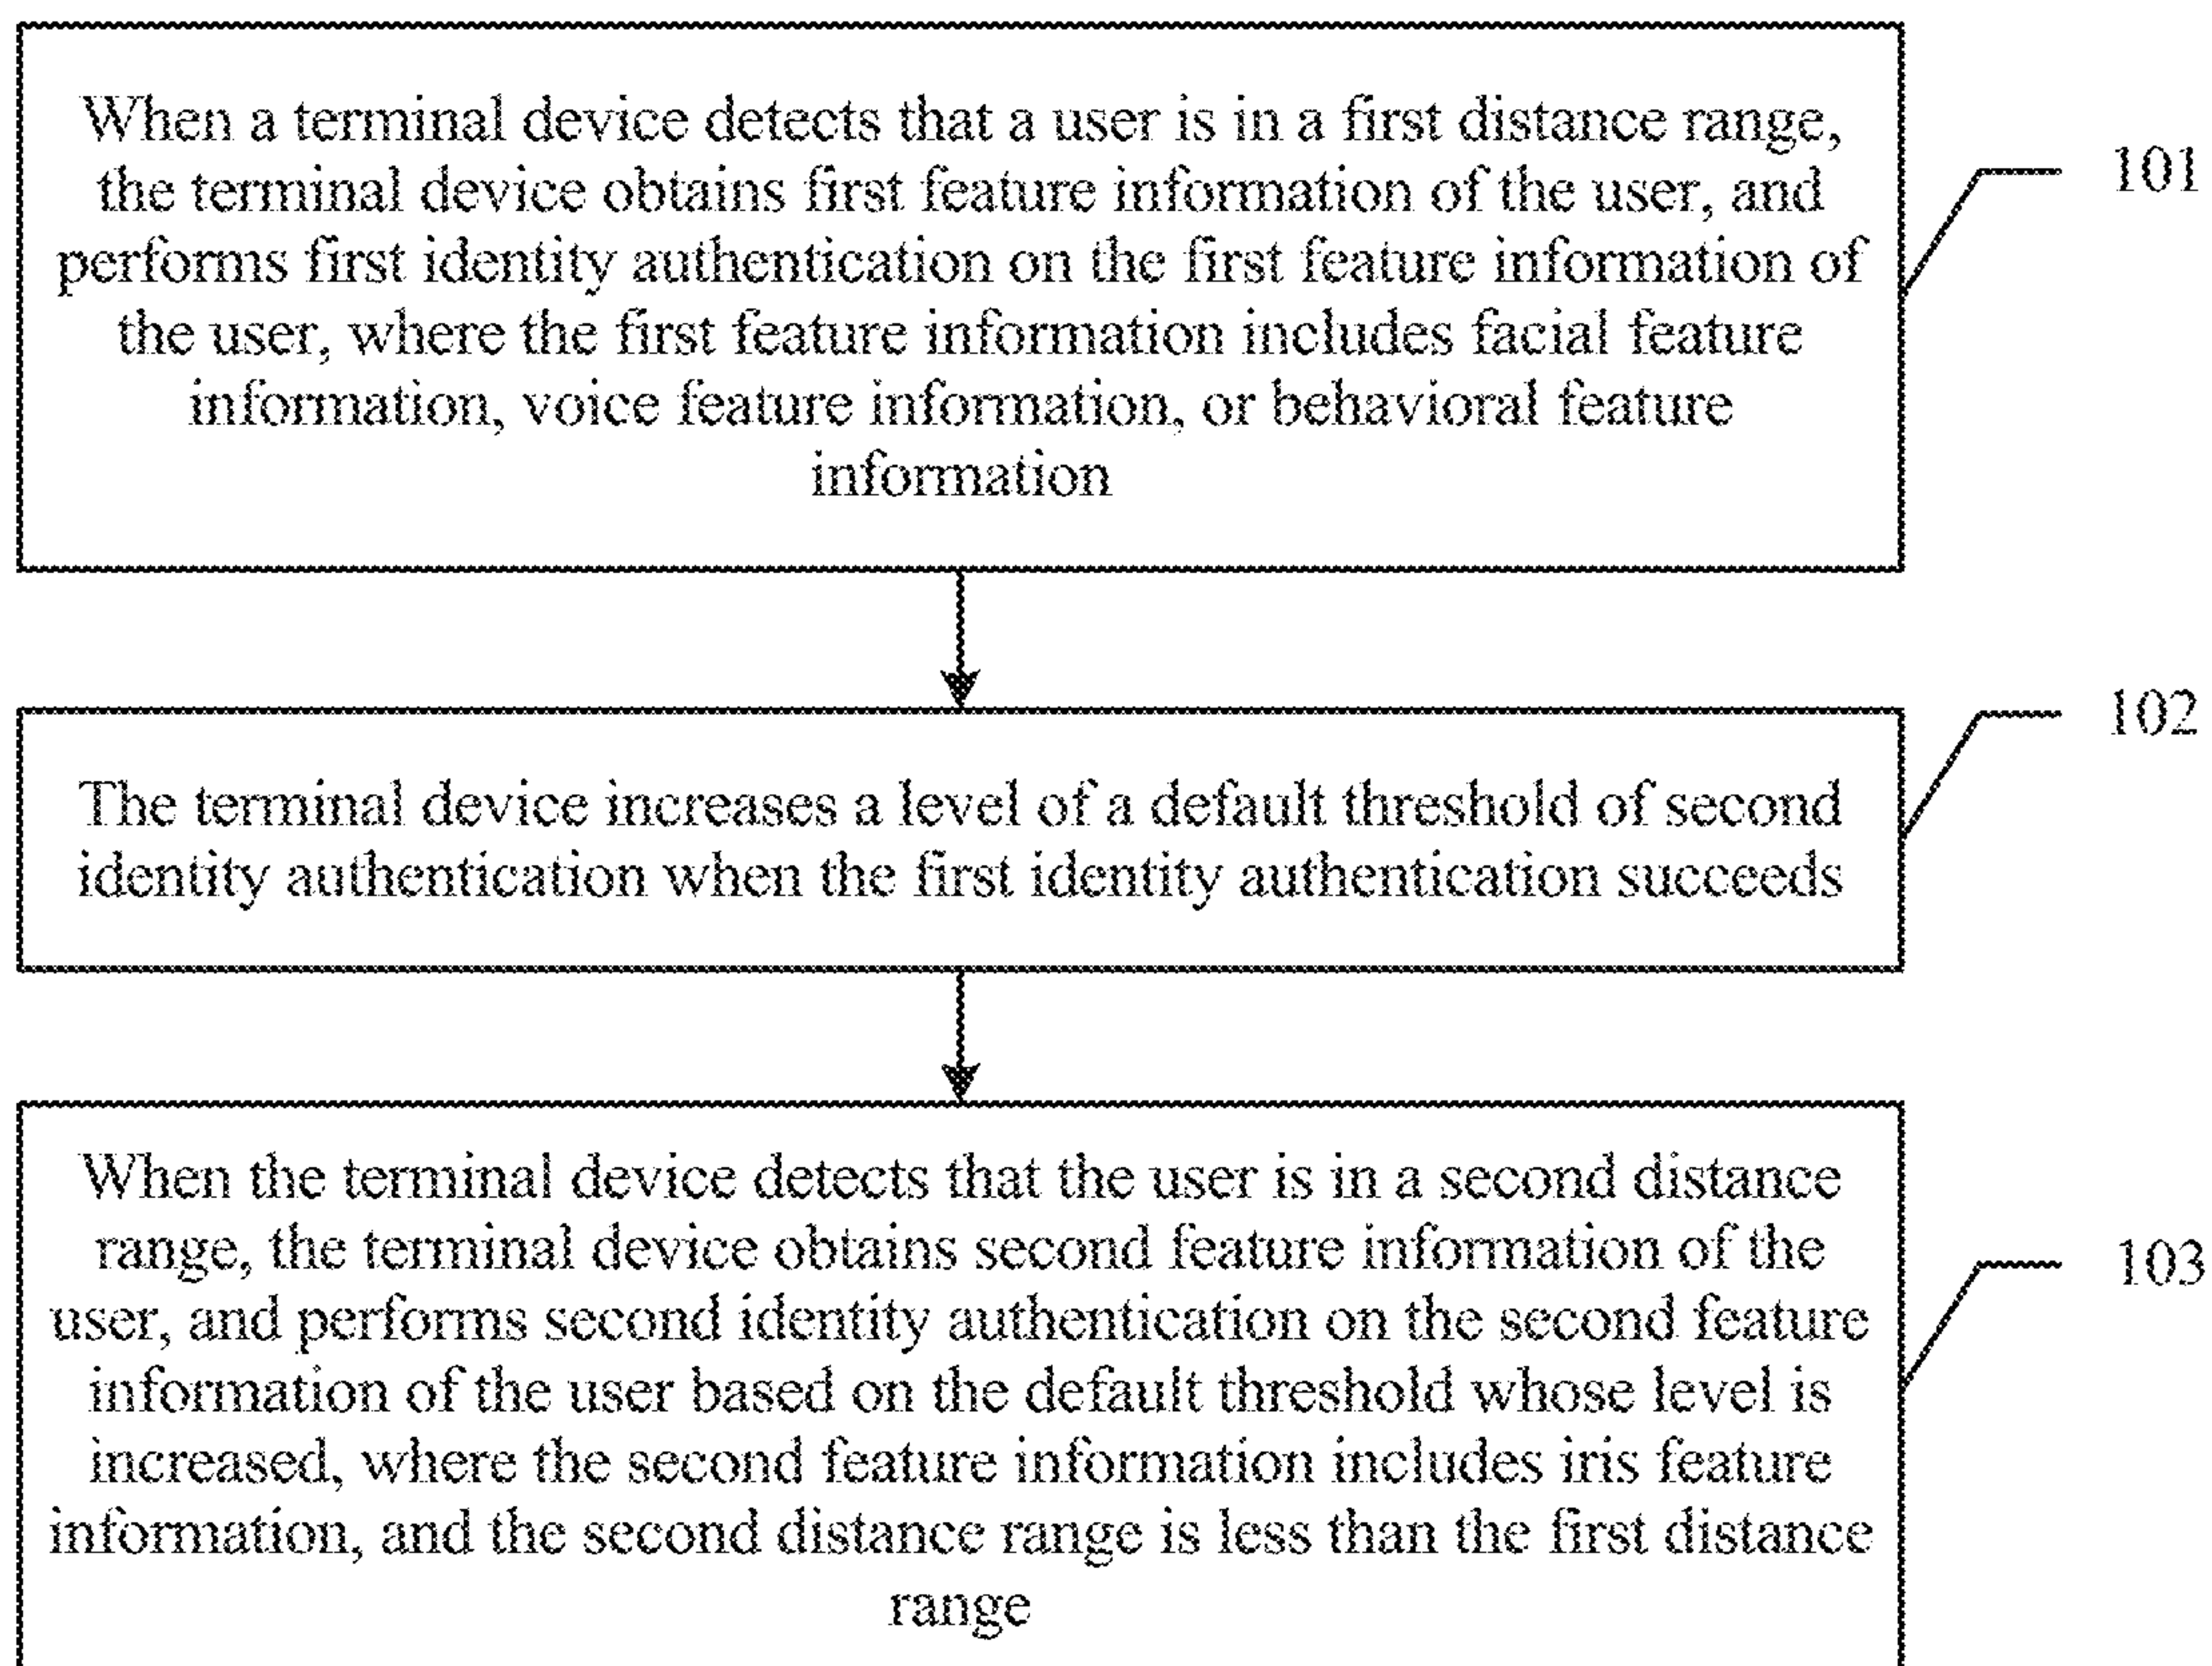 When a terminal device detects that a user is in a first distance range,
the terminal device obtains first feature information of the user, and
performs first identity authentication on the first feature information of
the user, where the first feature information includes facial feature
information, voice feature information, or behavioral feature
information
101
The terminal device increases a level of a default threshold of second
identity authentication when the first identity authentication succeeds
102
When the terminal device detects that the user is in a second distance
range, the terminal device obtains second feature information of the
user, and performs second identity authentication on the second feature
information of the user based on the default threshold whose level is
increased, where the second feature information includes iris feature
information, and the second distance range is less than the first distance
range
103